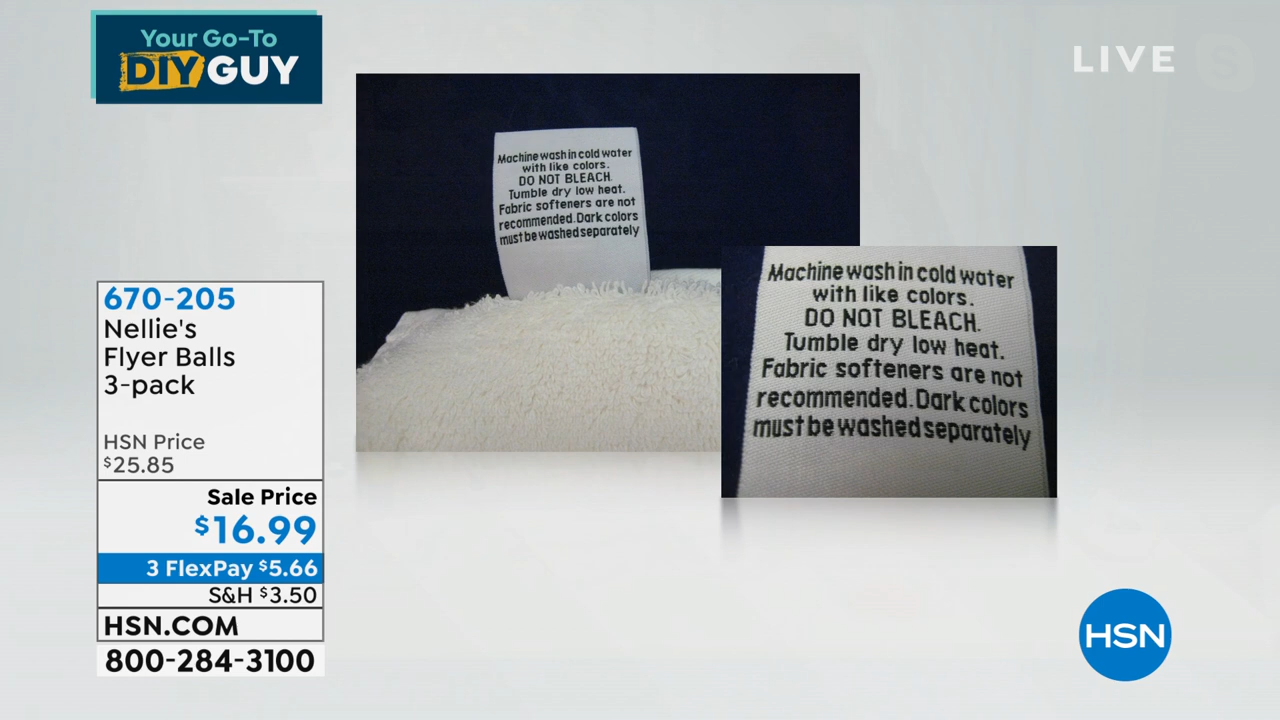 Your Go-To
DIY GUY
LIVE
Machine wash in cold water
with like colors.
DO NOT BLEACH.
Tumble dry low heat.
Fabric softeners are not
recommended. Dark colors
must be washed separately
Machine wash in cold water
with like colors.
DO NOT BLEACH.
Tumble dry low heat.
Fabric softeners are not
recommended. Dark colors
must be washed separately
670-205
Nellie's
Flyer Balls
3-pack
HSN Price
$25.85
Sale Price
$16.99
3 FlexPay $5.66
S&H $3.50
HSN.COM
800-284-3100
HSN